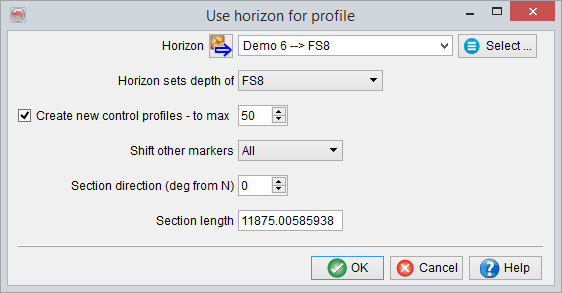 Use horizon for profile
Horizon Demo 6 --> FS8 Select ...
Horizon sets depth of FS8
Create new control profiles - to max 50
Shift other markers All
Section direction (deg from N) 0
Section length 11875.00585938
OK Cancel Help